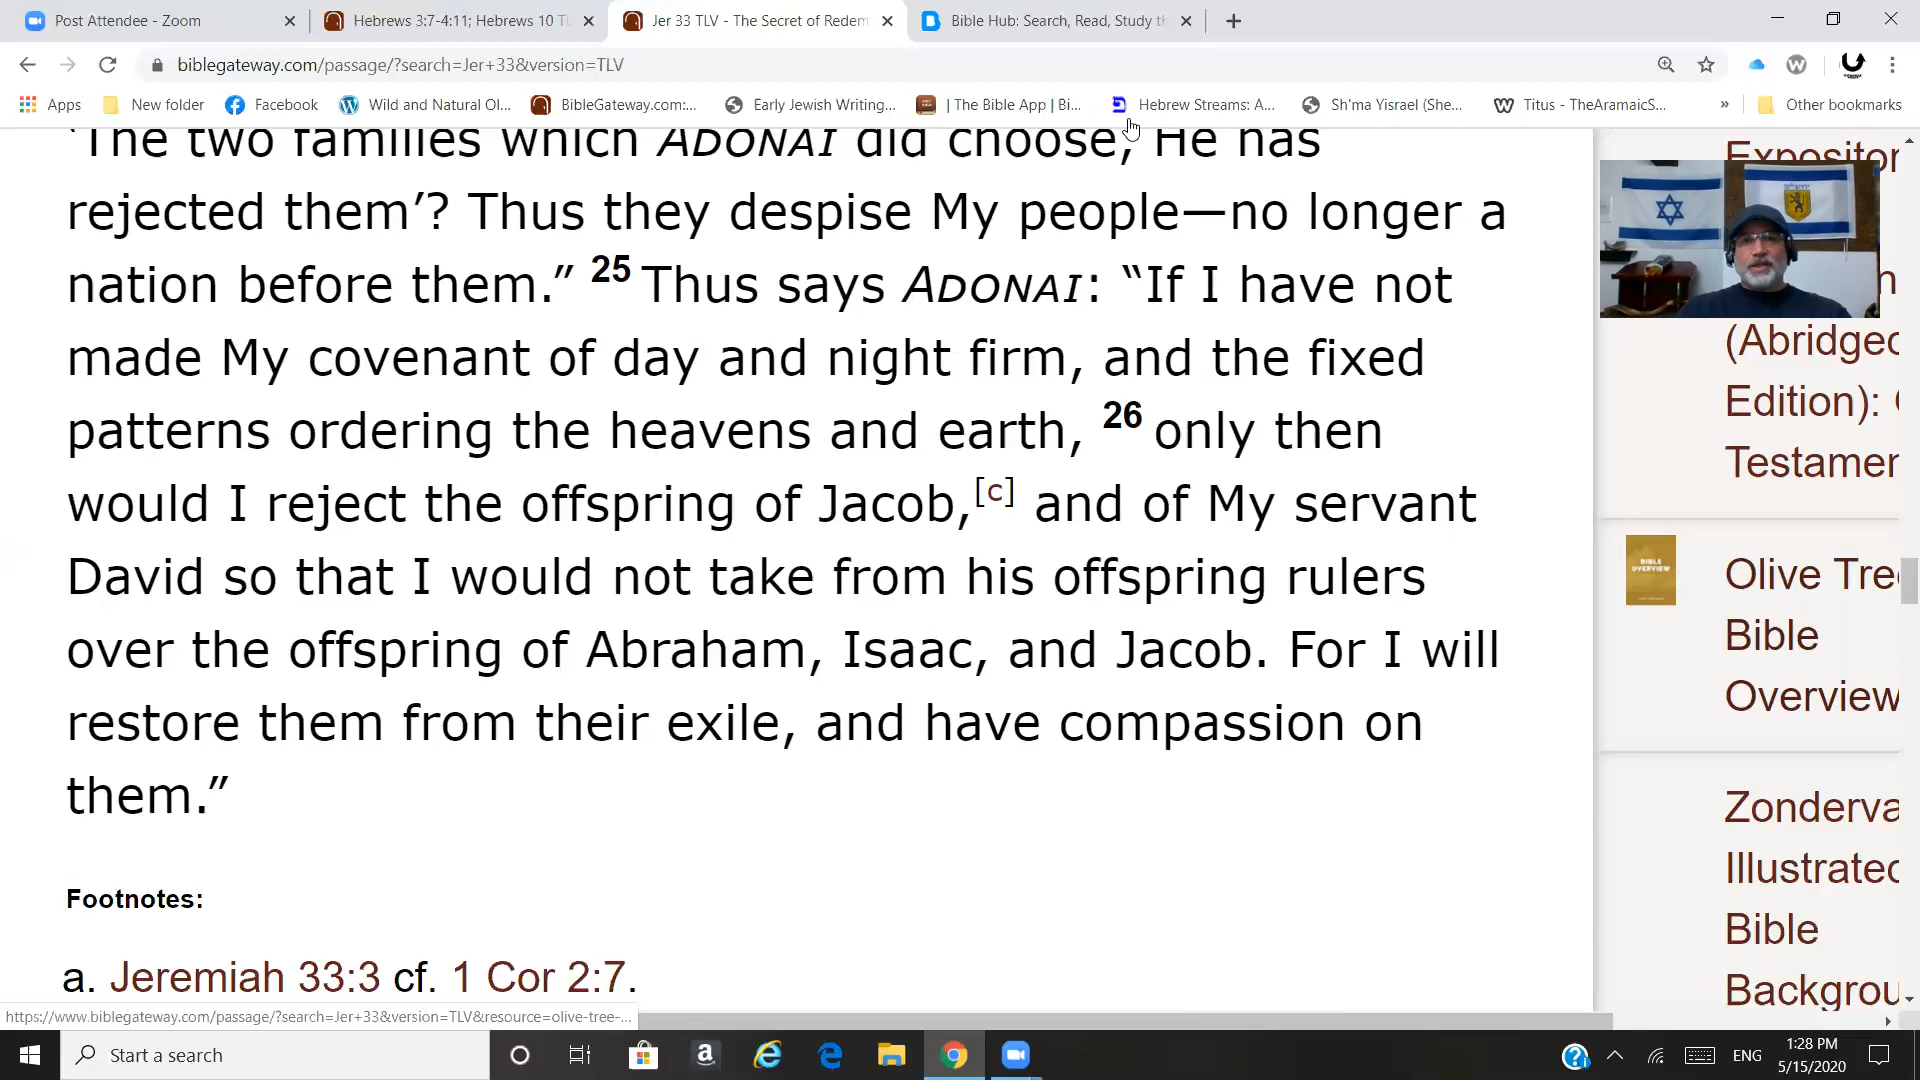 Post Attendee - Zoom
Hebrews 3:7-4:11; Hebrews 10 TL
Jer 33 TLV - The Secret of Redem
Bible Hub: Search, Read, Study th
biblegateway.com/passage/?search=Jer+33&version=TLV
Apps
New folder
Facebook
Wild and Natural Ol...
BibleGateway.com:...
Early Jewish Writing...
| The Bible App | Bi...
Hebrew Streams: A...
Sh'ma Yisrael (She...
Titus - TheAramaicS...
»
Other bookmarks
‘The two families which ADONAI did choose, He has
rejected them’? Thus they despise My people—no longer a
nation before them.” 25 Thus says ADONAI: “If I have not
made My covenant of day and night firm, and the fixed
patterns ordering the heavens and earth, 26 only then
would I reject the offspring of Jacob,[c] and of My servant
David so that I would not take from his offspring rulers
over the offspring of Abraham, Isaac, and Jacob. For I will
restore them from their exile, and have compassion on
them.”
Footnotes:
a. Jeremiah 33:3 cf. 1 Cor 2:7.
Expositor
(Abridged
Edition):
Testamen
Olive Tree
Bible
Overview
BIBLE
OVERVIEW
Zonderva
Illustrated
Bible
Backgrou
https://www.biblegateway.com/passage/?search=Jer+33&version=TLV&resource=olive-tree-...
Start a search
ENG
1:28 PM
5/15/2020